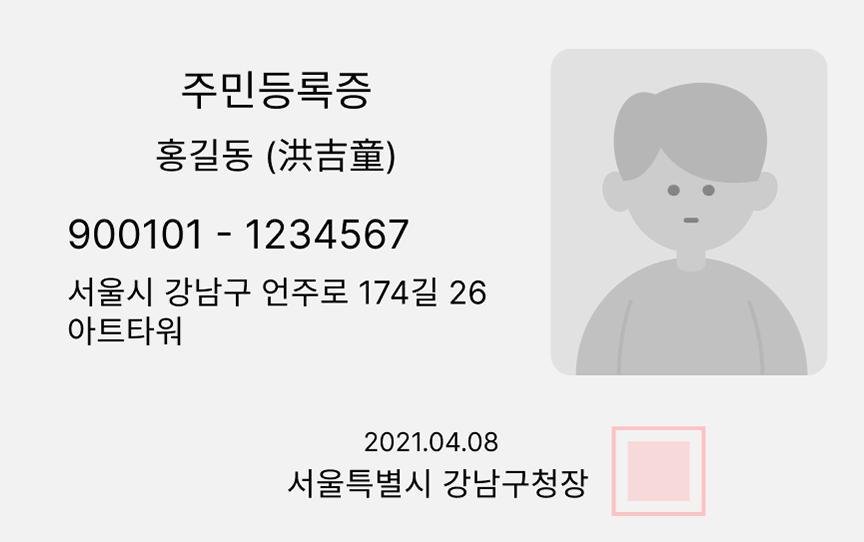 주민등록증
홍길동 (洪吉童)
900101 - 1234567
서울시 강남구 언주로 174길 26
아트타워
2021.04.08
서울특별시 강남구청장